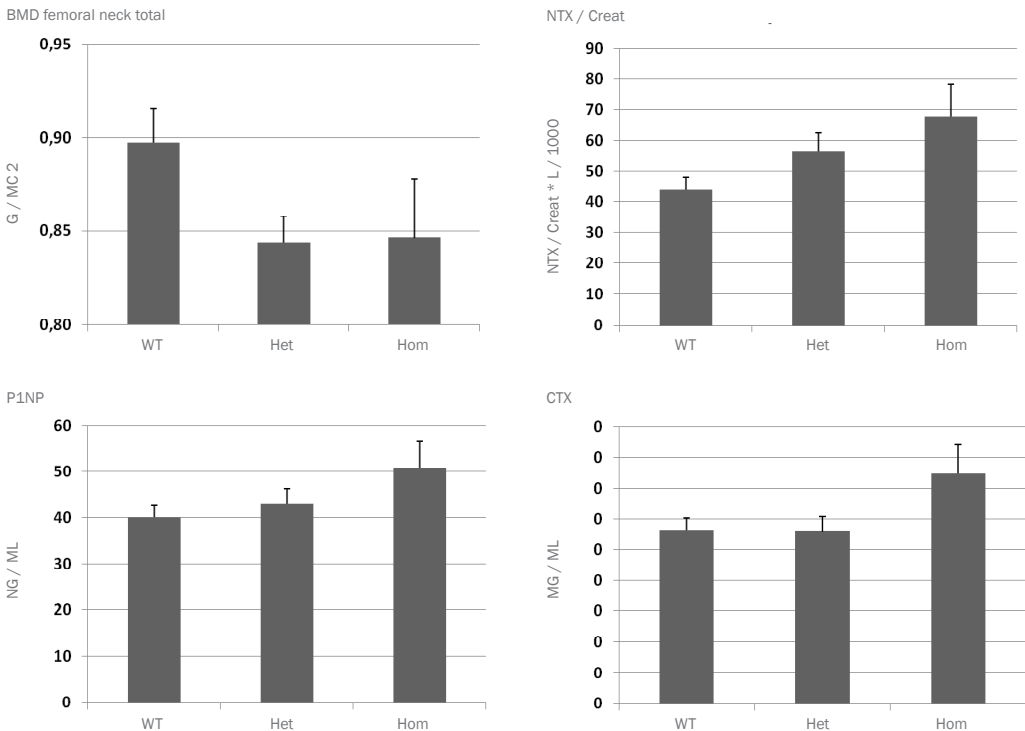 BMD femoral neck total
0,95
0,90
0,85
0,80
G / MC 2
WT Het Hom
NTX / Creat
90
80
70
60
50
40
30
20
10
0
NTX / Creat * L / 1000
WT Het Hom
P1NP
60
50
40
30
20
10
0
NG / ML
WT Het Hom
CTX
0
0
0
0
0
0
0
0
0
0
MG / ML
WT Het Hom